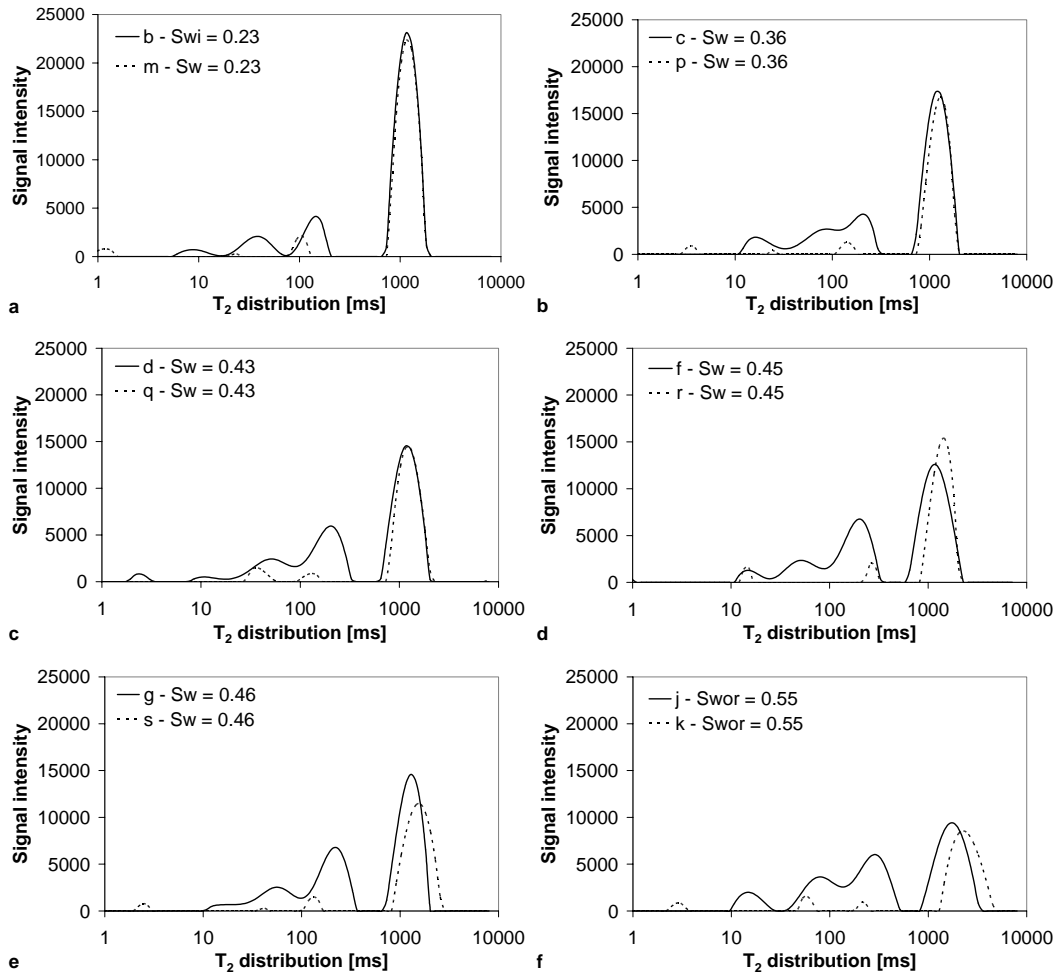 25000
20000
15000
10000
5000
0
Signal intensity
b - Swi = 0.23
m - Sw = 0.23
1 10 100 1000 10000
T2 distribution [ms]
a
25000
20000
15000
10000
5000
0
Signal intensity
c - Sw = 0.36
p - Sw = 0.36
1 10 100 1000 10000
T2 distribution [ms]
b
25000
20000
15000
10000
5000
0
Signal intensity
d - Sw = 0.43
q - Sw = 0.43
1 10 100 1000 10000
T2 distribution [ms]
c
25000
20000
15000
10000
5000
0
Signal intensity
f - Sw = 0.45
r - Sw = 0.45
1 10 100 1000 10000
T2 distribution [ms]
d
25000
20000
15000
10000
5000
0
Signal intensity
g - Sw = 0.46
s - Sw = 0.46
1 10 100 1000 10000
T2 distribution [ms]
e
25000
20000
15000
10000
5000
0
Signal intensity
j - Swor = 0.55
k - Swor = 0.55
1 10 100 1000 10000
T2 distribution [ms]
f